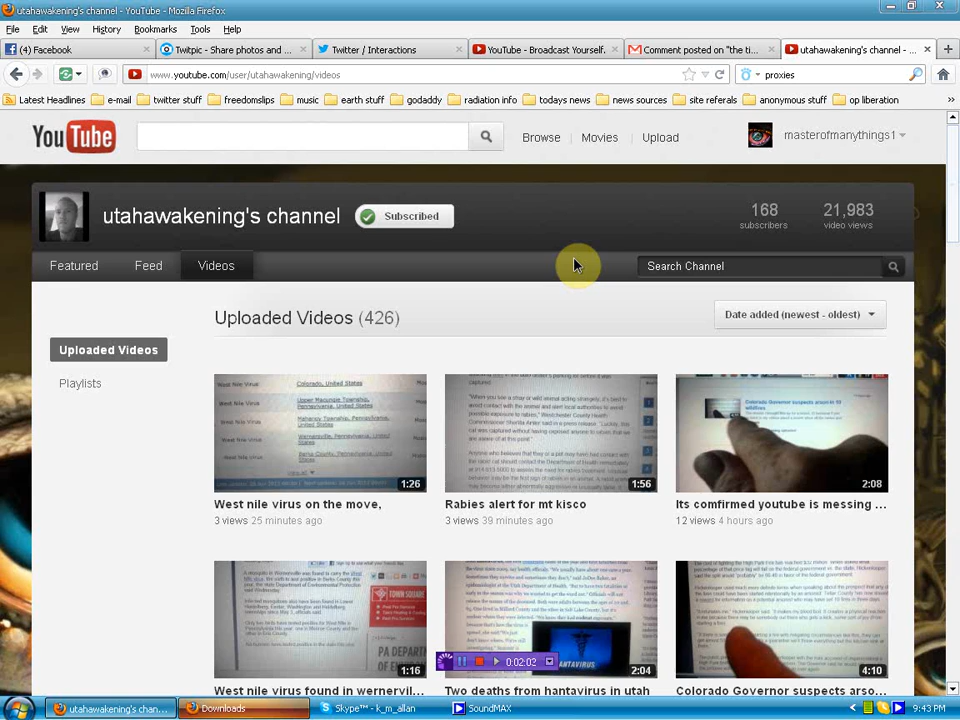 utahawakening's channel - YouTube - Mozilla Firefox
File Edit View History Bookmarks Tools Help
(4) Facebook
Twitpic - Share photos and ...
Twitter / Interactions
YouTube - Broadcast Yourself.
Comment posted on "the ti...
utahawakening's channel - ...
www.youtube.com/user/utahawakening/videos
proxies
Latest Headlines e-mail twitter stuff freedomslips music earth stuff godaddy radiation info todays news news sources site referals anonymous stuff op liberation
YouTube
Browse Movies Upload
masterofmanythings1
utahawakening's channel
Subscribed
168 21,983
subscribers video views
Featured Feed Videos
Search Channel
Uploaded Videos (426)
Date added (newest - oldest)
Uploaded Videos
Playlists
1:26 1:56 2:08
West nile virus on the move,
3 views 25 minutes ago
Rabies alert for mt kisco
3 views 39 minutes ago
Its comfirmed youtube is messing ...
12 views 4 hours ago
TOWN SQUARE
PA DEPARTM
4:16 2:04 4:10
0:02:02
West nile virus found in wernervill...
Two deaths from hantavirus in utah
Colorado Governor suspects arso...
utahawakening's chan...
Downloads
Skype™ - k_m_allan
SoundMAX
9:43 PM